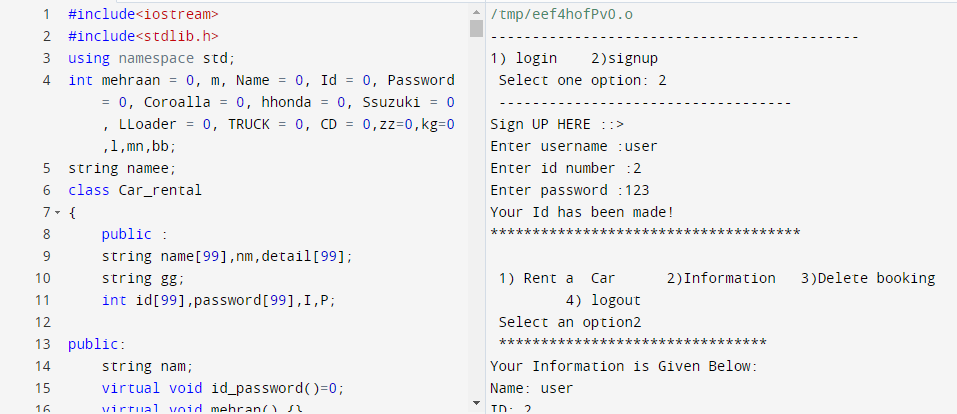 1 #include<iostream>
2 #include<stdlib.h>
3 using namespace std;
4 int mehraan = 0, m, Name = 0, Id = 0, Password
= 0, Coroalla = 0, hhonda = 0, Ssuzuki = 0
, LLoader = 0, TRUCK = 0, CD = 0,zz=0,kg=0
,l,mn,bb;
5 string namee;
6 class Car_rental
7 {
8 public :
9 string name[99],nm,detail[99];
10 string gg;
11 int id[99],password[99],I,P;
12
13 public:
14 string nam;
15 virtual void id_password()=0;
16 virtual void mehran() {}
/tmp/eef4hofPv0.o
--------------------------------------------
1) login 2)signup
Select one option: 2
-----------------------------------
Sign UP HERE ::>
Enter username :user
Enter id number :2
Enter password :123
Your Id has been made!
*************************************
1) Rent a Car 2)Information 3)Delete booking
4) logout
Select an option2
********************************
Your Information is Given Below:
Name: user
ID: 2